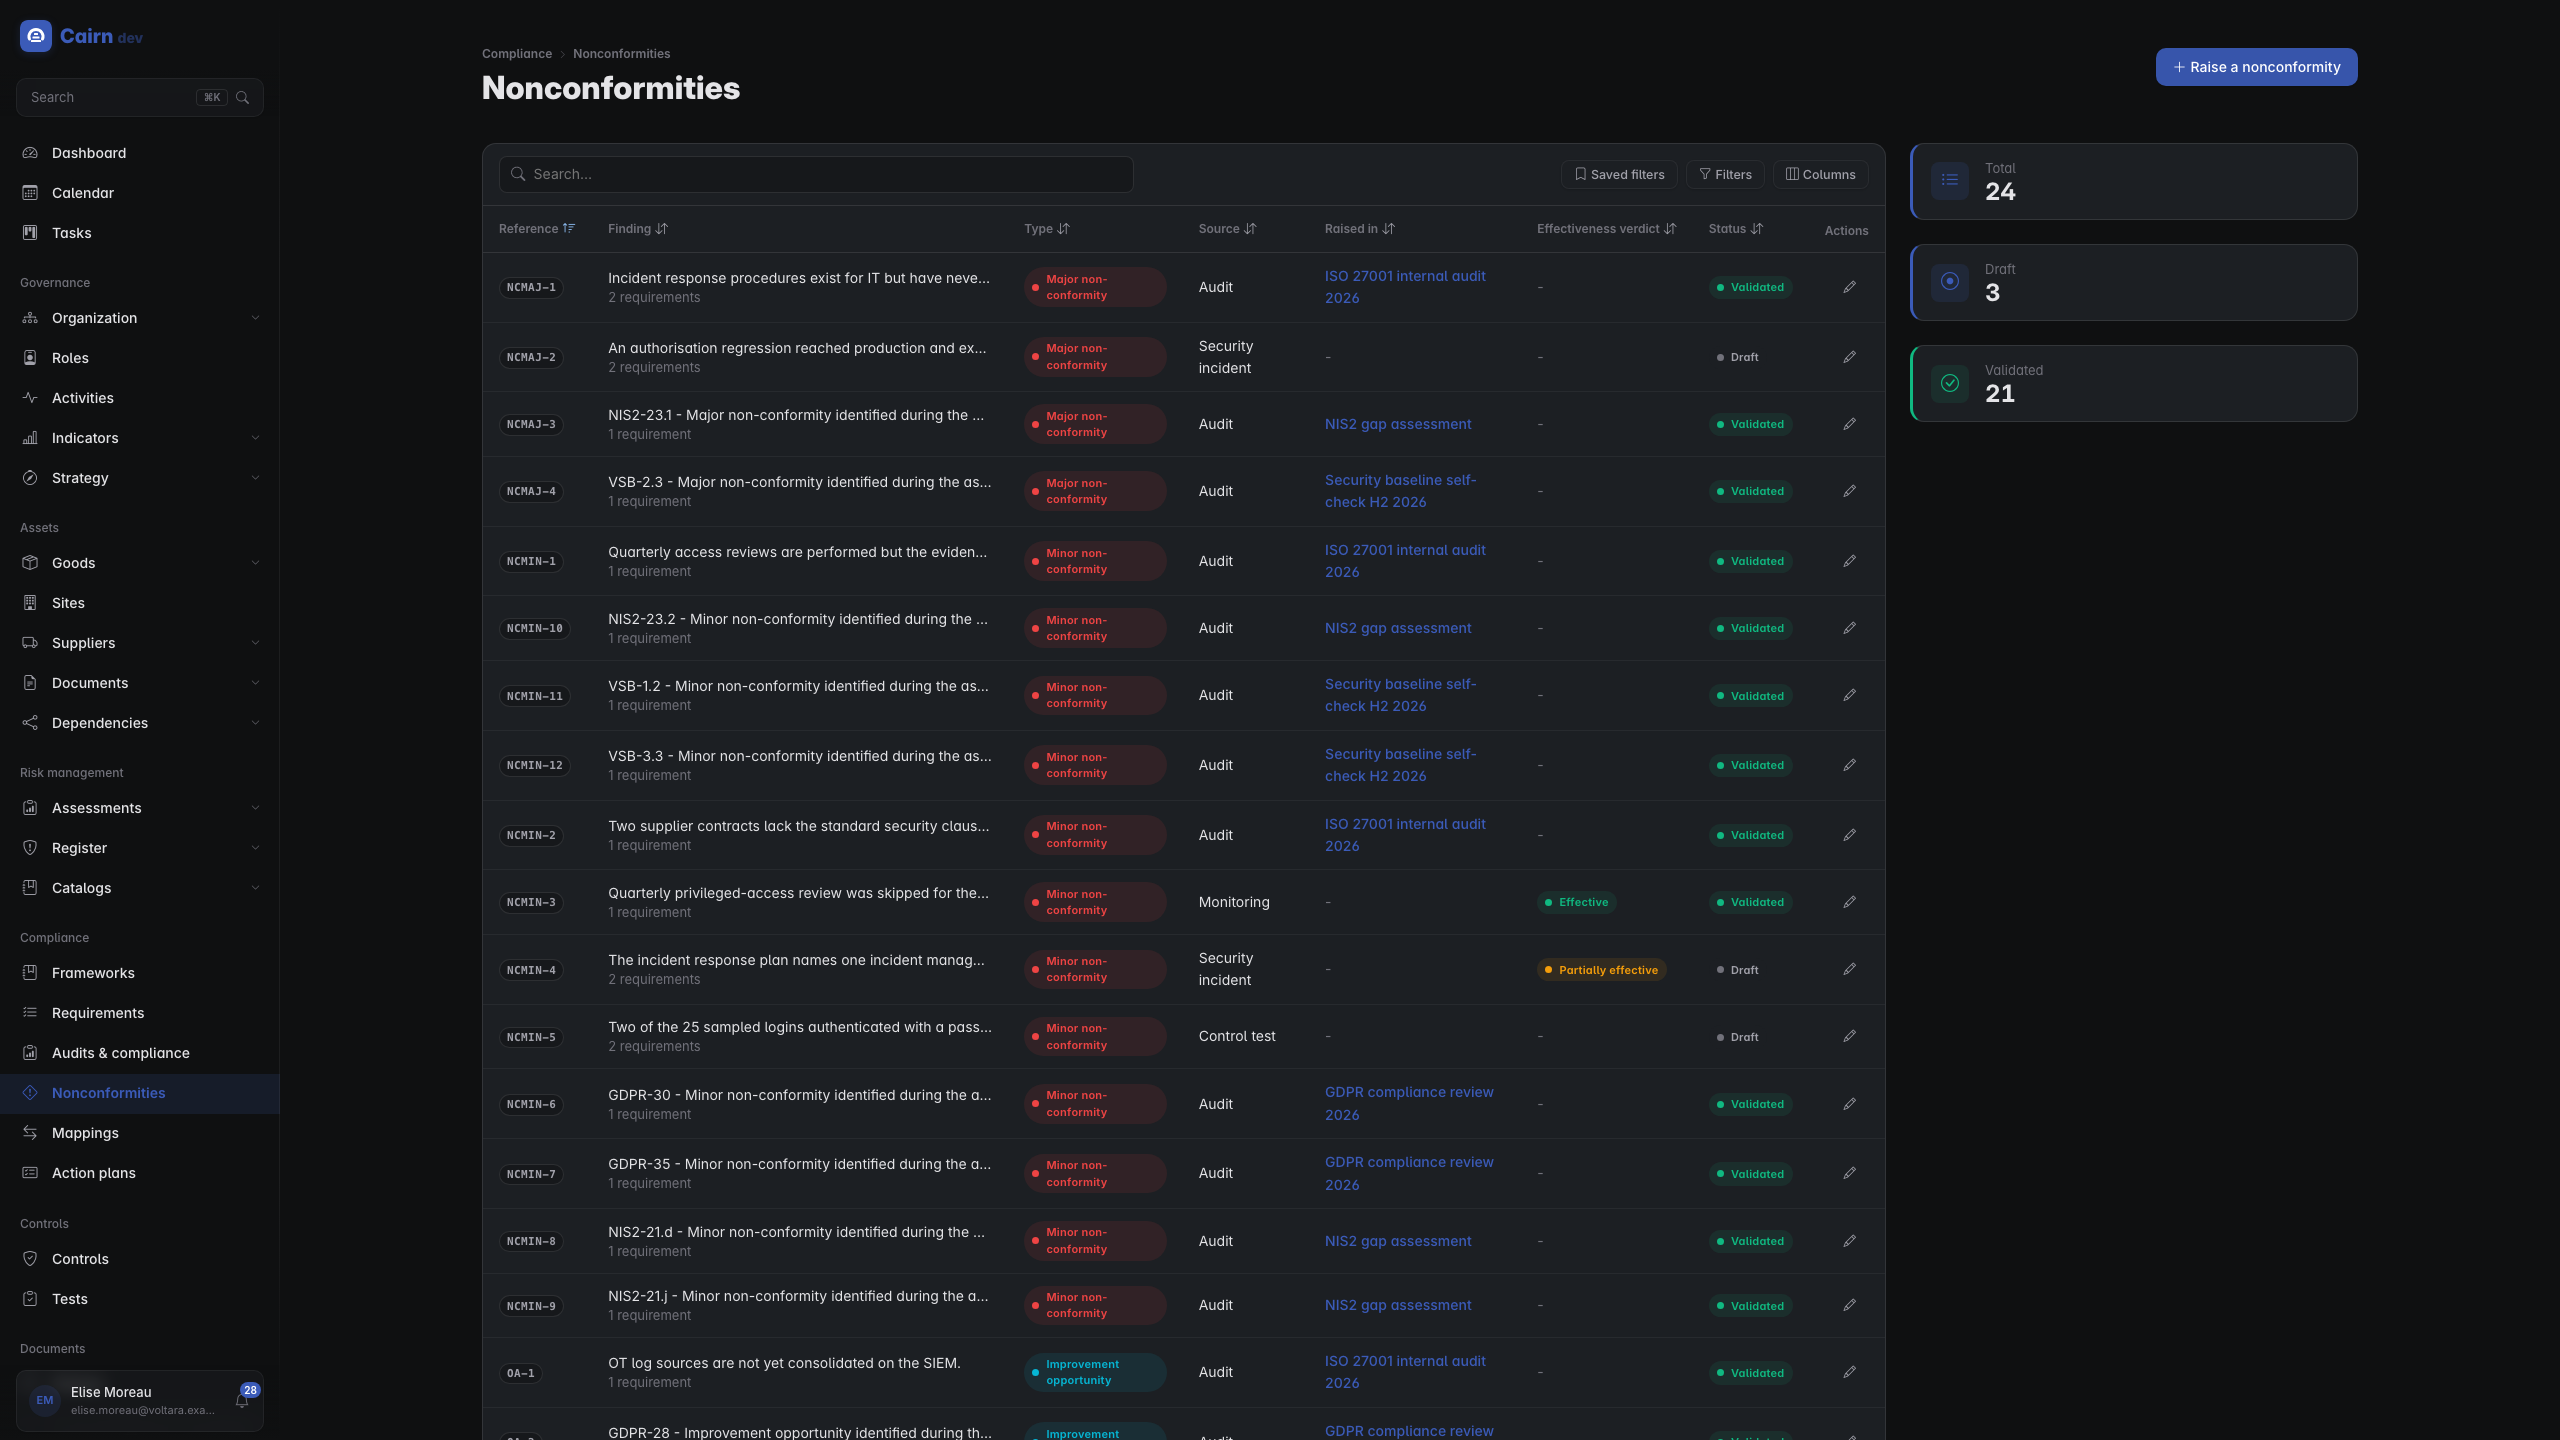 Cairn dev
Search ⌘K
Dashboard
Calendar
Tasks
Governance
Organization
Roles
Activities
Indicators
Strategy
Assets
Goods
Sites
Suppliers
Documents
Dependencies
Risk management
Assessments
Register
Catalogs
Compliance
Frameworks
Requirements
Audits & compliance
Nonconformities
Mappings
Action plans
Controls
Controls
Tests
Documents
EM
Elise Moreau
elise.moreau@voltara.exa...
28
Compliance › Nonconformities
Nonconformities
+ Raise a nonconformity
Search...
Saved filters
Filters
Columns
Reference Finding Type Source Raised in Effectiveness verdict Status Actions
NCMAJ-1 Incident response procedures exist for IT but have neve... Major non- Audit ISO 27001 internal audit - Validated
2 requirements conformity 2026
NCMAJ-2 An authorisation regression reached production and ex... Major non- Security - - Draft
2 requirements conformity incident
NCMAJ-3 NIS2-23.1 - Major non-conformity identified during the ... Major non- Audit NIS2 gap assessment - Validated
1 requirement conformity
NCMAJ-4 VSB-2.3 - Major non-conformity identified during the as... Major non- Audit Security baseline self- - Validated
1 requirement conformity check H2 2026
NCMIN-1 Quarterly access reviews are performed but the eviden... Minor non- Audit ISO 27001 internal audit - Validated
1 requirement conformity 2026
NCMIN-10 NIS2-23.2 - Minor non-conformity identified during the ... Minor non- Audit NIS2 gap assessment - Validated
1 requirement conformity
NCMIN-11 VSB-1.2 - Minor non-conformity identified during the as... Minor non- Audit Security baseline self- - Validated
1 requirement conformity check H2 2026
NCMIN-12 VSB-3.3 - Minor non-conformity identified during the as... Minor non- Audit Security baseline self- - Validated
1 requirement conformity check H2 2026
NCMIN-2 Two supplier contracts lack the standard security claus... Minor non- Audit ISO 27001 internal audit - Validated
1 requirement conformity 2026
NCMIN-3 Quarterly privileged-access review was skipped for the... Minor non- Monitoring - Effective Validated
1 requirement conformity
NCMIN-4 The incident response plan names one incident manag... Minor non- Security - Partially effective Draft
2 requirements conformity incident
NCMIN-5 Two of the 25 sampled logins authenticated with a pass... Minor non- Control test - - Draft
2 requirements conformity
NCMIN-6 GDPR-30 - Minor non-conformity identified during the a... Minor non- Audit GDPR compliance review - Validated
1 requirement conformity 2026
NCMIN-7 GDPR-35 - Minor non-conformity identified during the a... Minor non- Audit GDPR compliance review - Validated
1 requirement conformity 2026
NCMIN-8 NIS2-21.d - Minor non-conformity identified during the ... Minor non- Audit NIS2 gap assessment - Validated
1 requirement conformity
NCMIN-9 NIS2-21.j - Minor non-conformity identified during the a... Minor non- Audit NIS2 gap assessment - Validated
1 requirement conformity
OA-1 OT log sources are not yet consolidated on the SIEM. Improvement Audit ISO 27001 internal audit - Validated
1 requirement opportunity 2026
GDPR-28 - Improvement opportunity identified during th... Improvement GDPR compliance review
Total
24
Draft
3
Validated
21